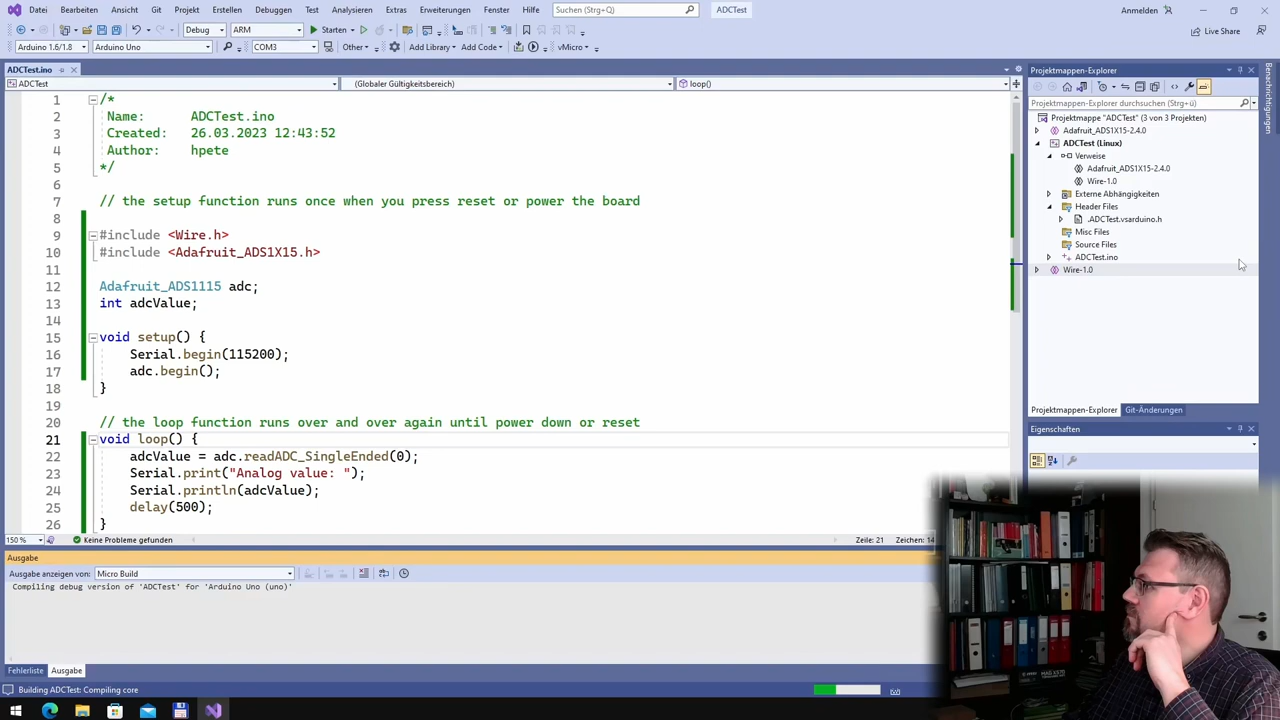 Datei Bearbeiten Ansicht Git Projekt Erstellen Debuggen Test Analysieren Extras Erweiterungen Fenster Hilfe Suchen (Strg+Q) ADCTest Anmelden
Debug ARM Starten Live Share
Arduino 1.6/1.8 Arduino Uno COM3 Other Add Library Add Code vMicro
ADCTest.ino
ADCTest (Globaler Gültigkeitsbereich) loop()
1 /*
2 Name: ADCTest.ino
3 Created: 26.03.2023 12:43:52
4 Author: hpete
5 */
6
7 // the setup function runs once when you press reset or power the board
8
9 #include <Wire.h>
10 #include <Adafruit_ADS1X15.h>
11
12 Adafruit_ADS1115 adc;
13 int adcValue;
14
15 void setup() {
16 Serial.begin(115200);
17 adc.begin();
18 }
19
20 // the loop function runs over and over again until power down or reset
21 void loop() {
22 adcValue = adc.readADC_SingleEnded(0);
23 Serial.print("Analog value: ");
24 Serial.println(adcValue);
25 delay(500);
26 }
150 % Keine Probleme gefunden Zeile: 21 Zeichen: 14
Ausgabe
Ausgabe anzeigen von: Micro Build
Compiling debug version of 'ADCTest' for 'Arduino Uno (uno)'
Fehlerliste Ausgabe
Building ADCTest: Compiling core
Projektmappen-Explorer
Projektmappen-Explorer durchsuchen (Strg+ü)
Projektmappe "ADCTest" (3 von 3 Projekten)
Adafruit_ADS1X15-2.4.0
ADCTest (Linux)
Verweise
Adafruit_ADS1X15-2.4.0
Wire-1.0
Externe Abhängigkeiten
Header Files
.ADCTest.vsarduino.h
Misc Files
Source Files
ADCTest.ino
Wire-1.0
Projektmappen-Explorer Git-Änderungen
Eigenschaften
Benachrichtigungen